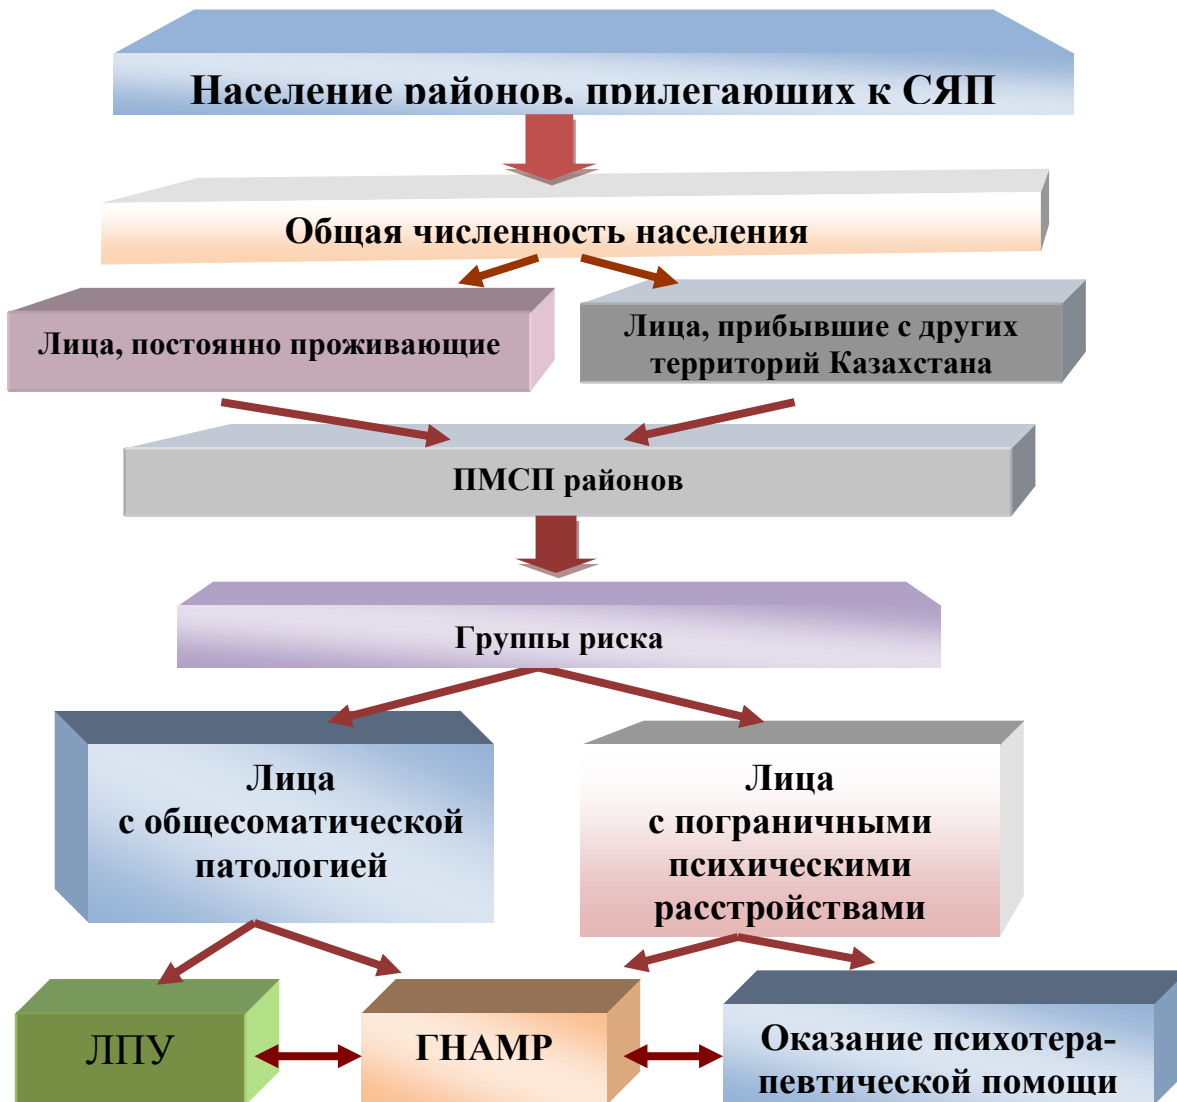 Население районов, прилегающих к СЯП
Общая численность населения
Лица, постоянно проживающие
Лица, прибывшие с других
территорий Казахстана
ПМСП районов
Группы риска
Лица
с общесоматической
патологией
Лица
с пограничными
психическими
расстройствами
ЛПУ
ГНАМР
Оказание психотера-
певтической помощи